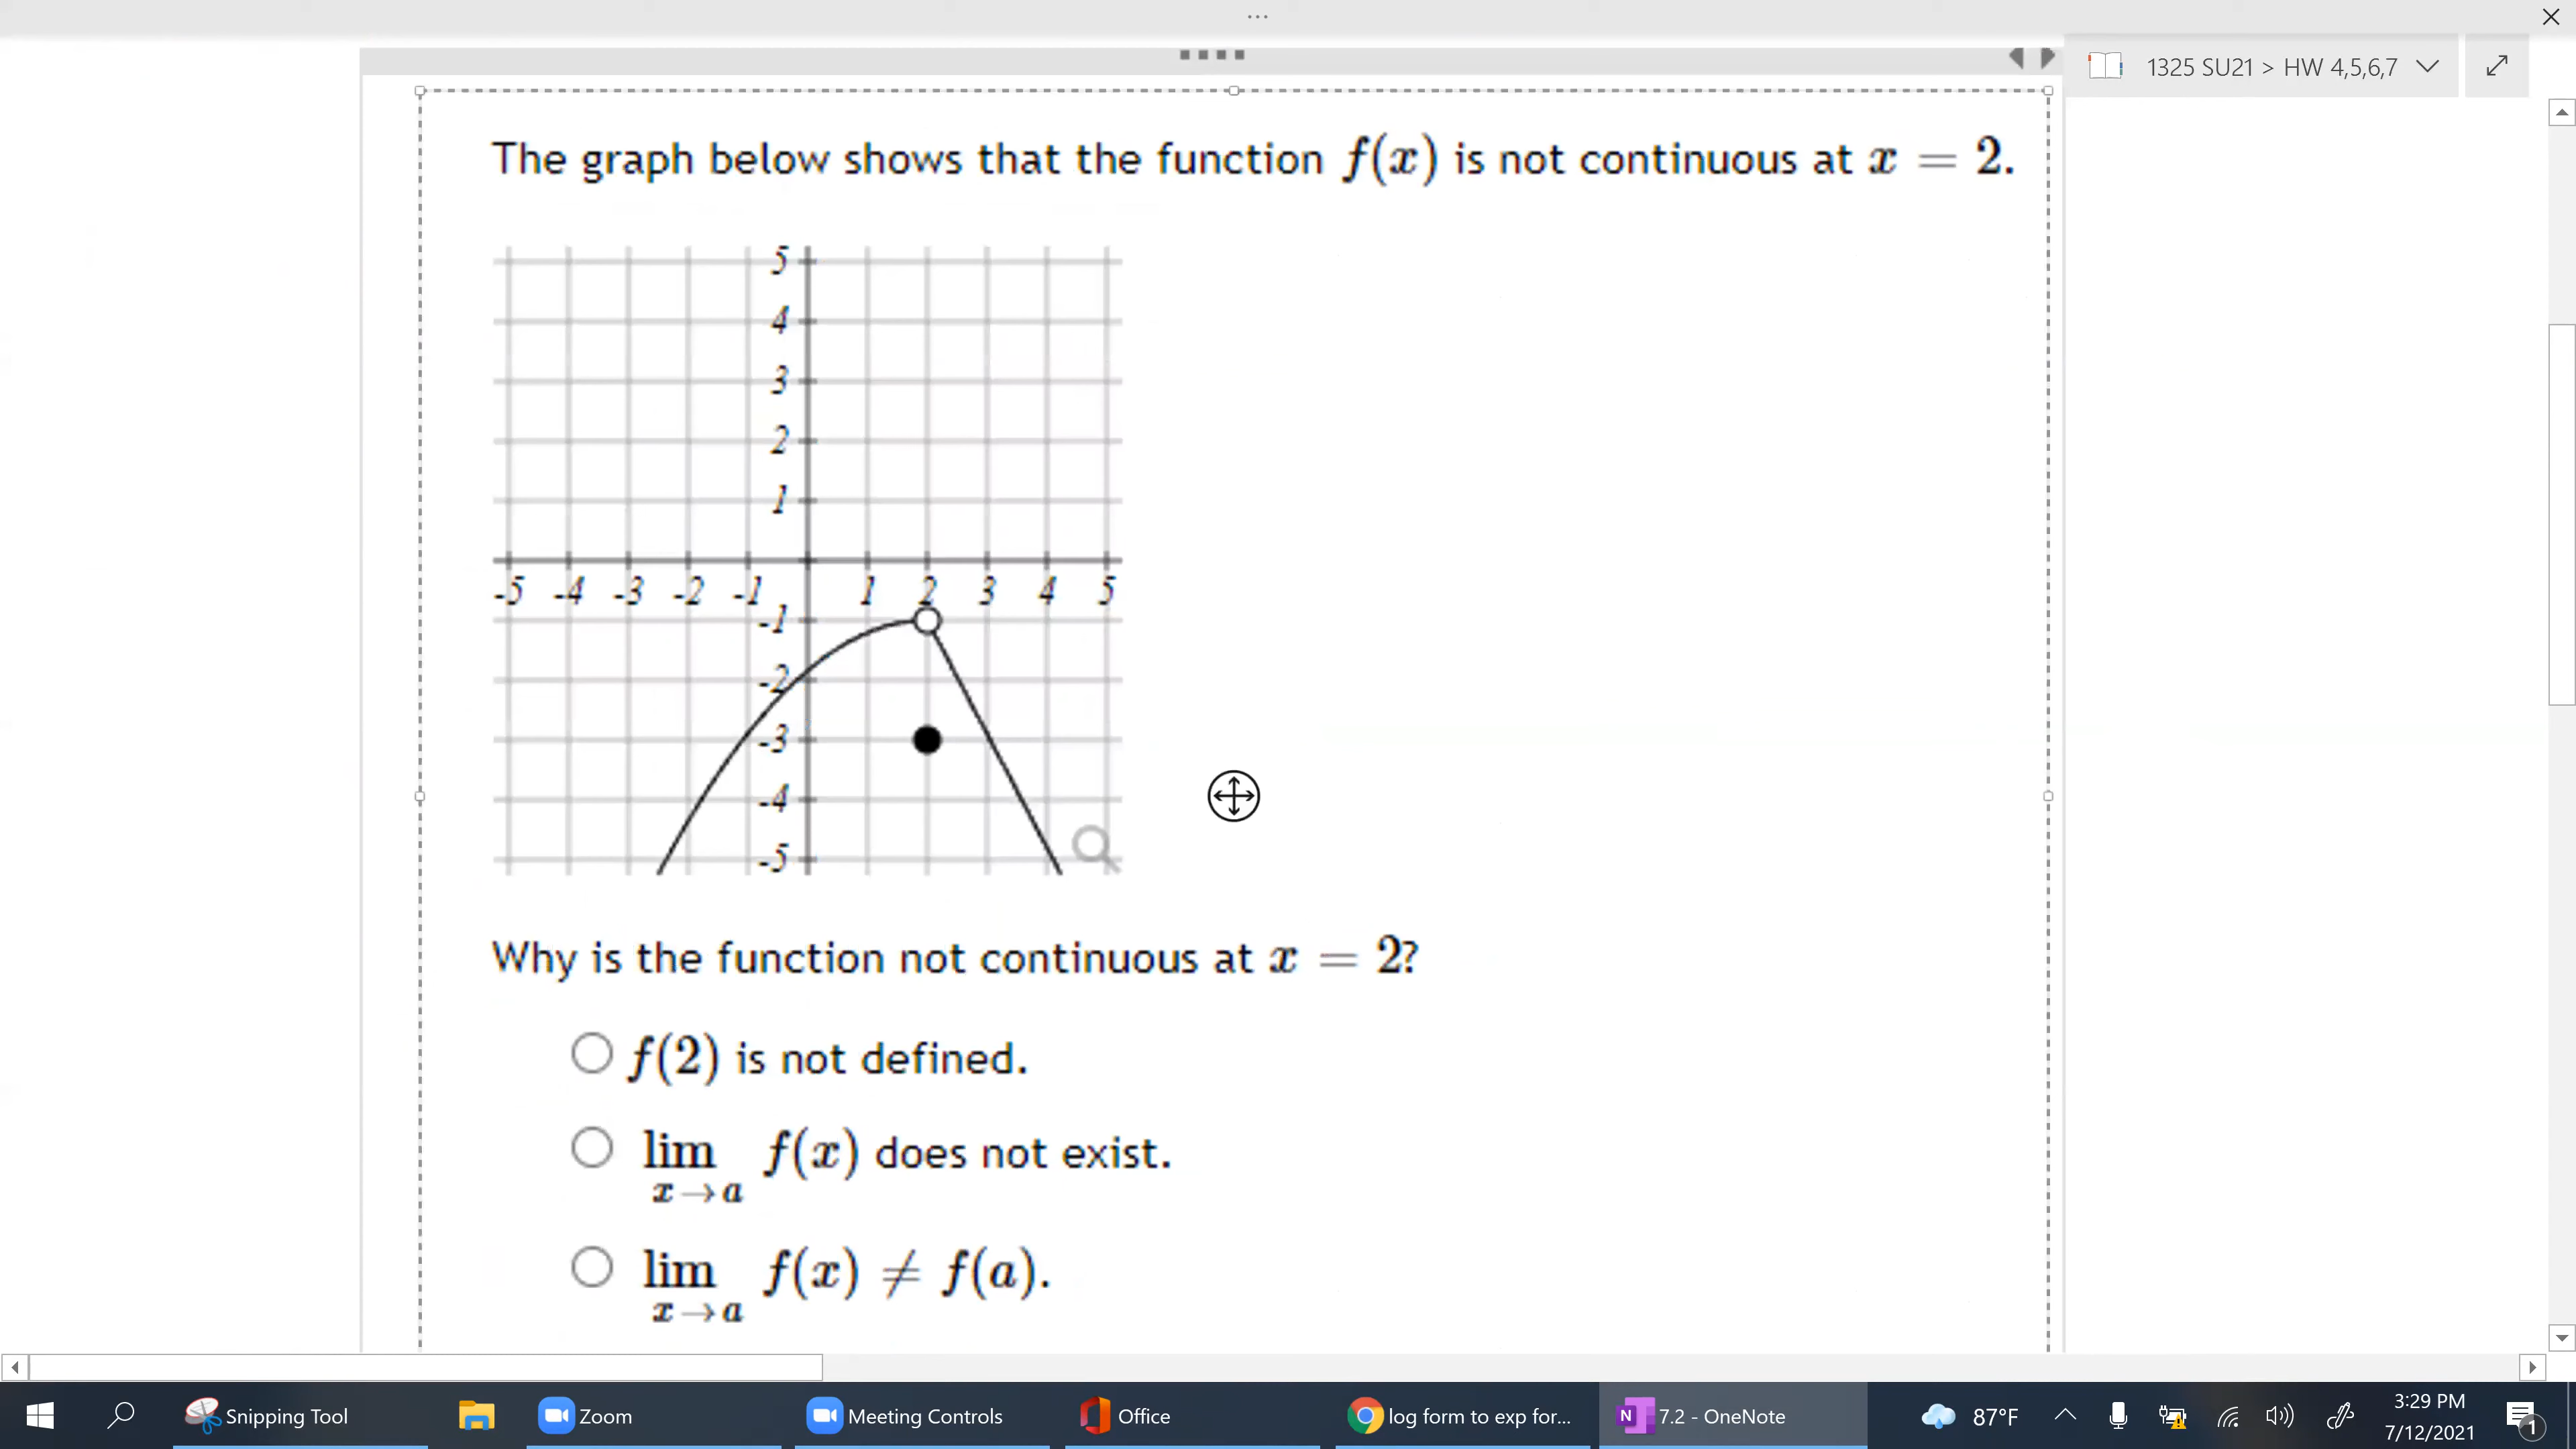 1325 SU21 > HW 4,5,6,7
The graph below shows that the function f(x) is not continuous at x = 2.
5
4
3
2
1
-5 -4 -3 -2 -1 1 2 3 4 5
-1
-2
-3
-4
-5
Why is the function not continuous at x = 2?
f(2) is not defined.
lim x→a f(x) does not exist.
lim x→a f(x) ≠ f(a).
Snipping Tool Zoom Meeting Controls Office log form to exp for... 7.2 - OneNote 87°F 3:29 PM
7/12/2021 1